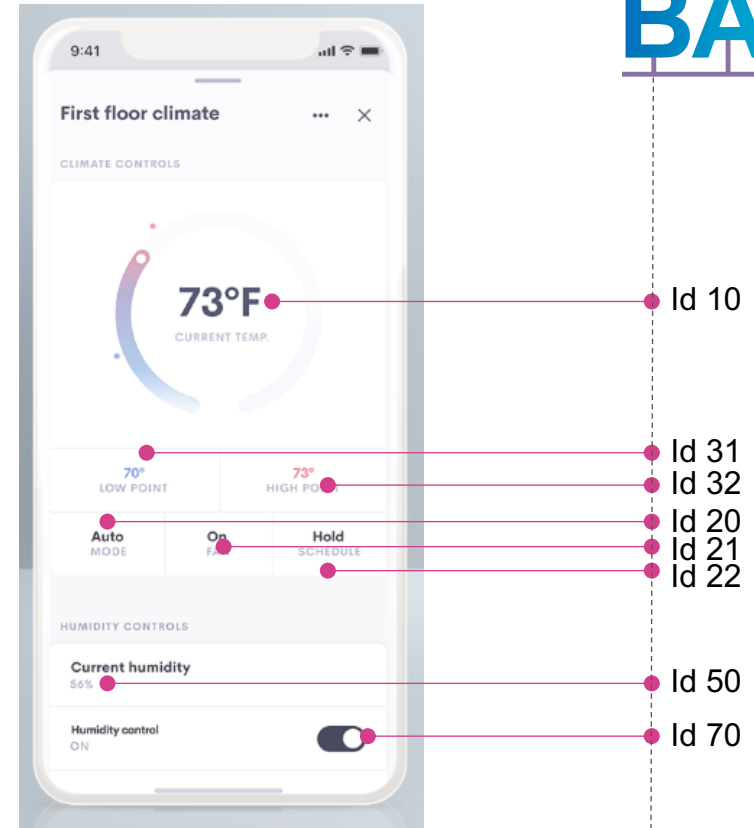 BA
9:41
First floor climate
CLIMATE CONTROLS
73°F
CURRENT TEMP.
Id 10
70°
LOW POINT
73°
HIGH POINT
Id 31
Id 32
Auto
MODE
On
FAN
Hold
SCHEDULE
Id 20
Id 21
Id 22
HUMIDITY CONTROLS
Current humidity
56%
Id 50
Humidity control
ON
Id 70